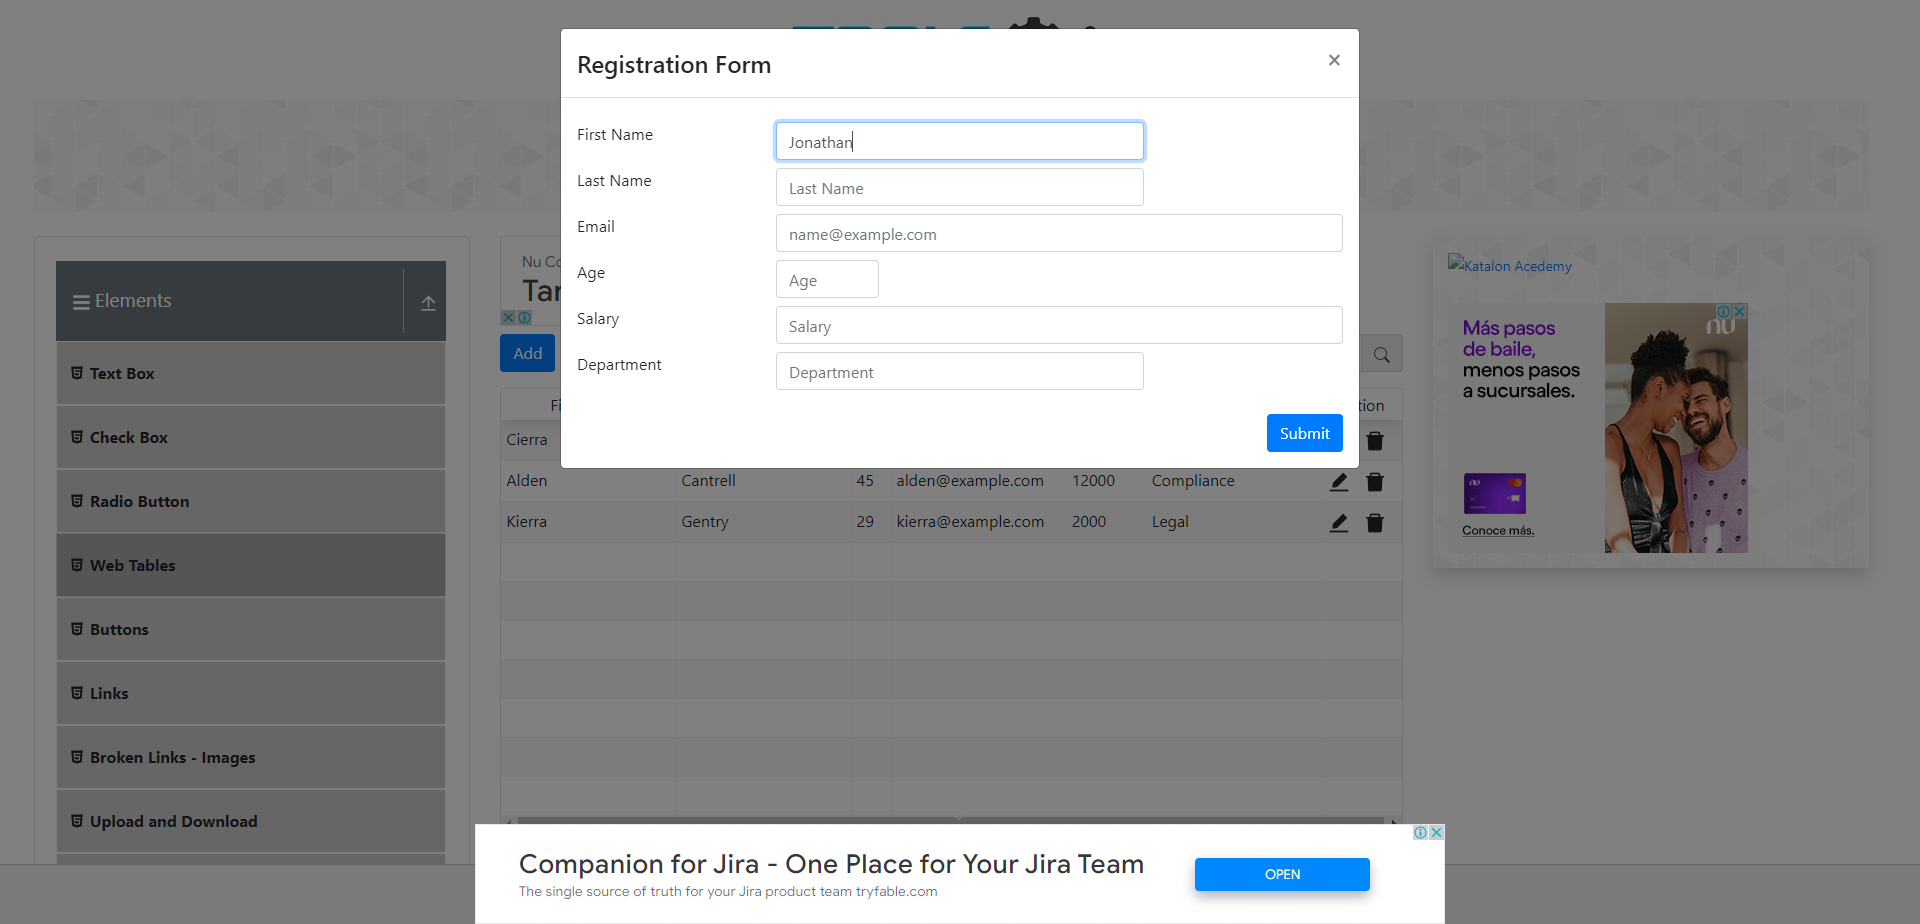 Registration Form
×
First Name
Jonathan
Last Name
Last Name
Email
name@example.com
Age
Age
Salary
Salary
Department
Department
Submit
Elements
Text Box
Check Box
Radio Button
Web Tables
Buttons
Links
Broken Links - Images
Upload and Download
Nu Co
Tar
Add
Fi
tion
Cierra
Alden Cantrell 45 alden@example.com 12000 Compliance
Kierra Gentry 29 kierra@example.com 2000 Legal
Katalon Acedemy
Más pasos
de baile,
menos pasos
a sucursales.
nu
Conoce más.
Companion for Jira - One Place for Your Jira Team
The single source of truth for your Jira product team tryfable.com
OPEN